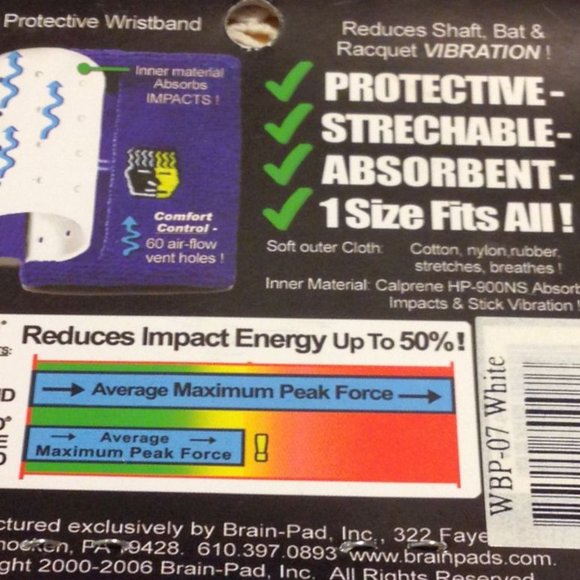 Protective Wristband
Inner material
Absorbs
IMPACTS !
Comfort
Control -
60 air-flow
vent holes !
Reduces Shaft, Bat &
Racquet VIBRATION !
PROTECTIVE -
STRECHABLE -
ABSORBENT -
1 Size Fits All !
Soft outer Cloth: Cotton, nylon,rubber,
stretches, breathes !
Inner Material: Calprene HP-900NS Absorb
Impacts & Stick Vibration !
Reduces Impact Energy Up To 50%!
Average Maximum Peak Force
Average
Maximum Peak Force
!
WBP-07 White
ctured exclusively by Brain-Pad, Inc., 322 Faye
PA 19428. 610.397.0893 www.brainpads.com.
ght 2000-2006 Brain-Pad, Inc. All Rights Reserved